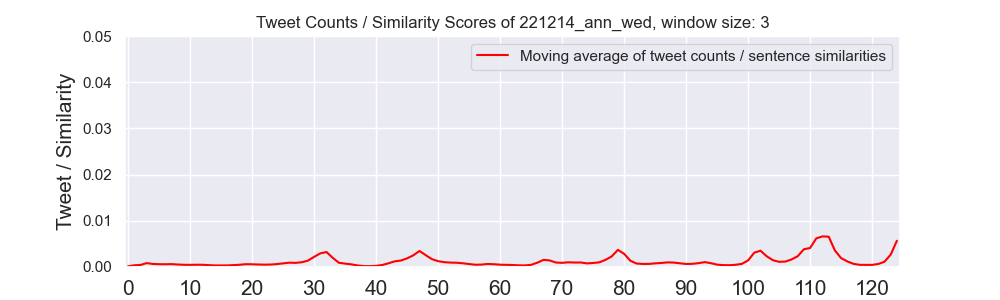 Tweet Counts / Similarity Scores of 221214_ann_wed, window size: 3
Moving average of tweet counts / sentence similarities
Tweet / Similarity
0.05
0.04
0.03
0.02
0.01
0.00
0 10 20 30 40 50 60 70 80 90 100 110 120